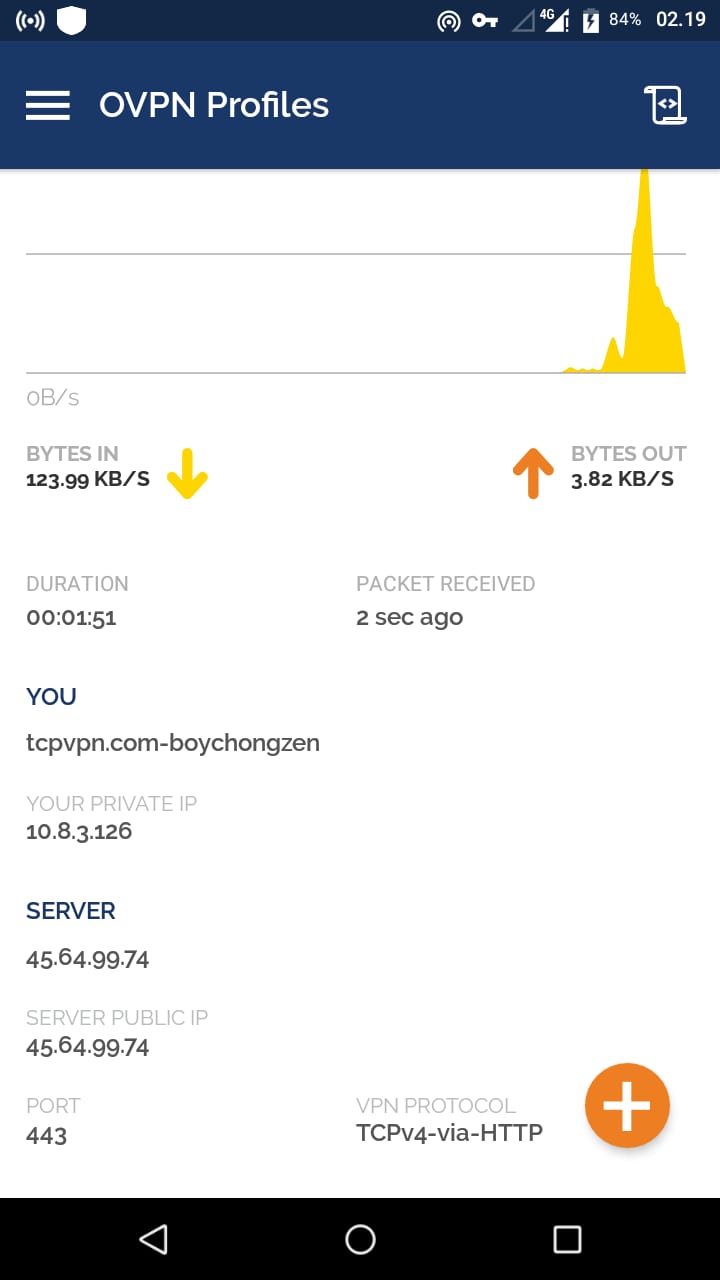 4G 84% 02.19
OVPN Profiles
0B/s
BYTES IN
123.99 KB/S
BYTES OUT
3.82 KB/S
DURATION
00:01:51
PACKET RECEIVED
2 sec ago
YOU
tcpvpn.com-boychongzen
YOUR PRIVATE IP
10.8.3.126
SERVER
45.64.99.74
SERVER PUBLIC IP
45.64.99.74
PORT
443
VPN PROTOCOL
TCPv4-via-HTTP